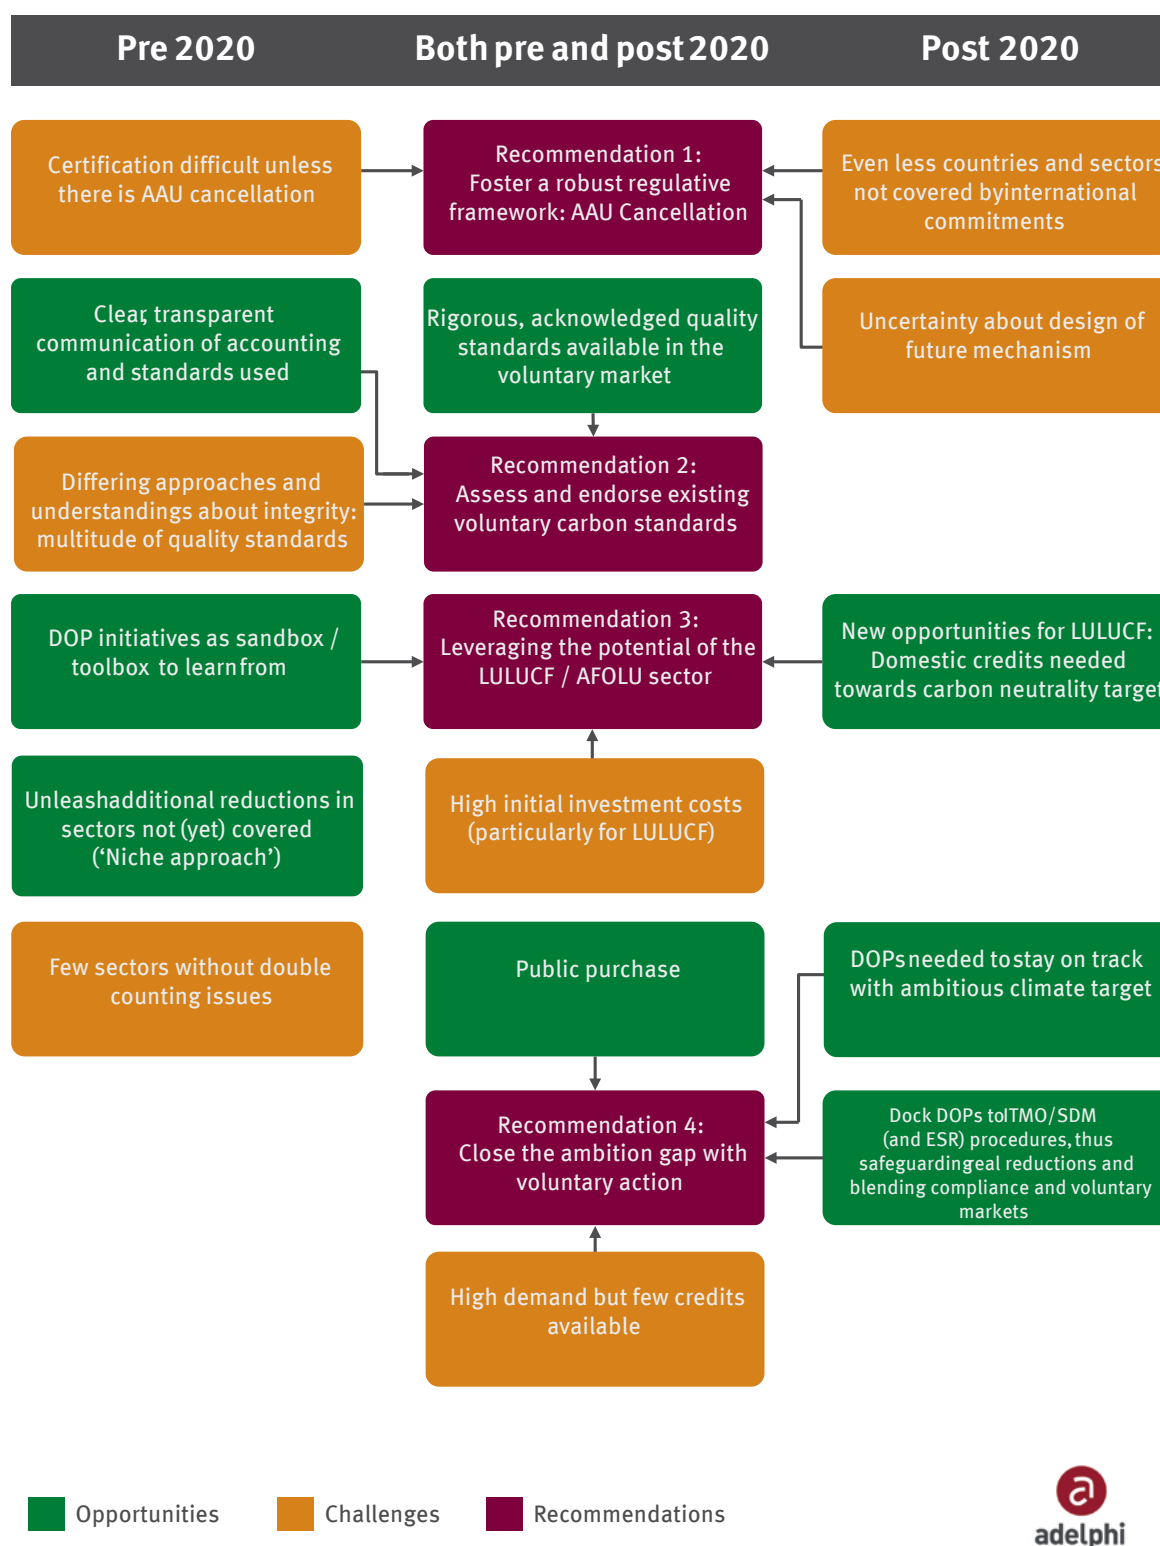 Pre 2020
Both pre and post 2020
Post 2020
Certification difficult unless
there is AAU cancellation
Recommendation 1:
Foster a robust regulative
framework: AAU Cancellation
Even less countries and sectors
not covered byinternational
commitments
Clear, transparent
communication of accounting
and standards used
Rigorous, acknowledged quality
standards available in the
voluntary market
Uncertainty about design of
future mechanism
Differing approaches and
understandings about integrity:
multitude of quality standards
Recommendation 2:
Assess and endorse existing
voluntary carbon standards
DOP initiatives as sandbox /
toolbox to learnfrom
Recommendation 3:
Leveraging the potential of the
LULUCF / AFOLU sector
New opportunities for LULUCF:
Domestic credits needed
towards carbon neutrality target
Unleashadditional reductions in
sectors not (yet) covered
(‘Niche approach’)
High initial investment costs
(particularly for LULUCF)
Few sectors without double
counting issues
Public purchase
DOPsneeded tostay on track
with ambitious climate target
Recommendation 4:
Close the ambition gap with
voluntary action
Dock DOPs toITMO/SDM
(and ESR) procedures, thus
safeguardingreal reductions and
blending compliance and voluntary
markets
High demand but few credits
available
Opportunities
Challenges
Recommendations
a
adelphi